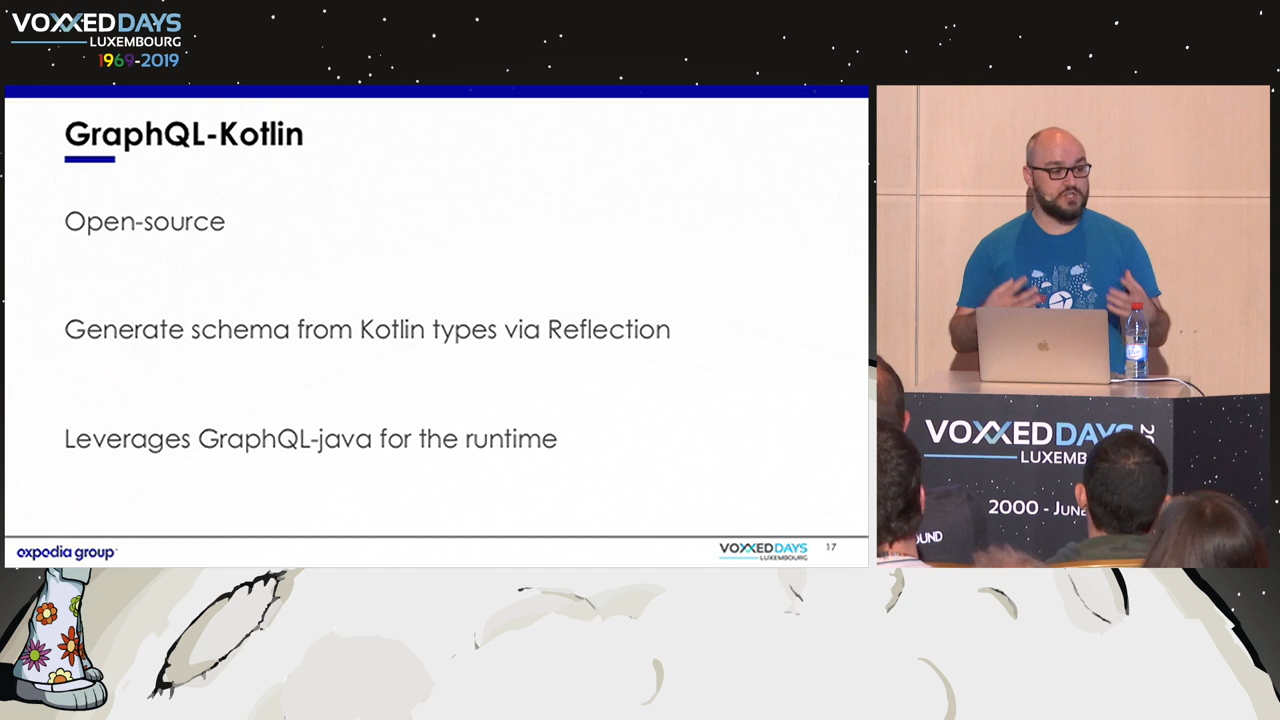 VOXXED DAYS
LUXEMBOURG
1969-2019
GraphQL-Kotlin
Open-source
Generate schema from Kotlin types via Reflection
Leverages GraphQL-java for the runtime
expedia group
VOXXED DAYS
LUXEMBOURG
17
VOXXED DAYS
LUXEMB
2000 - JUNE
OUND